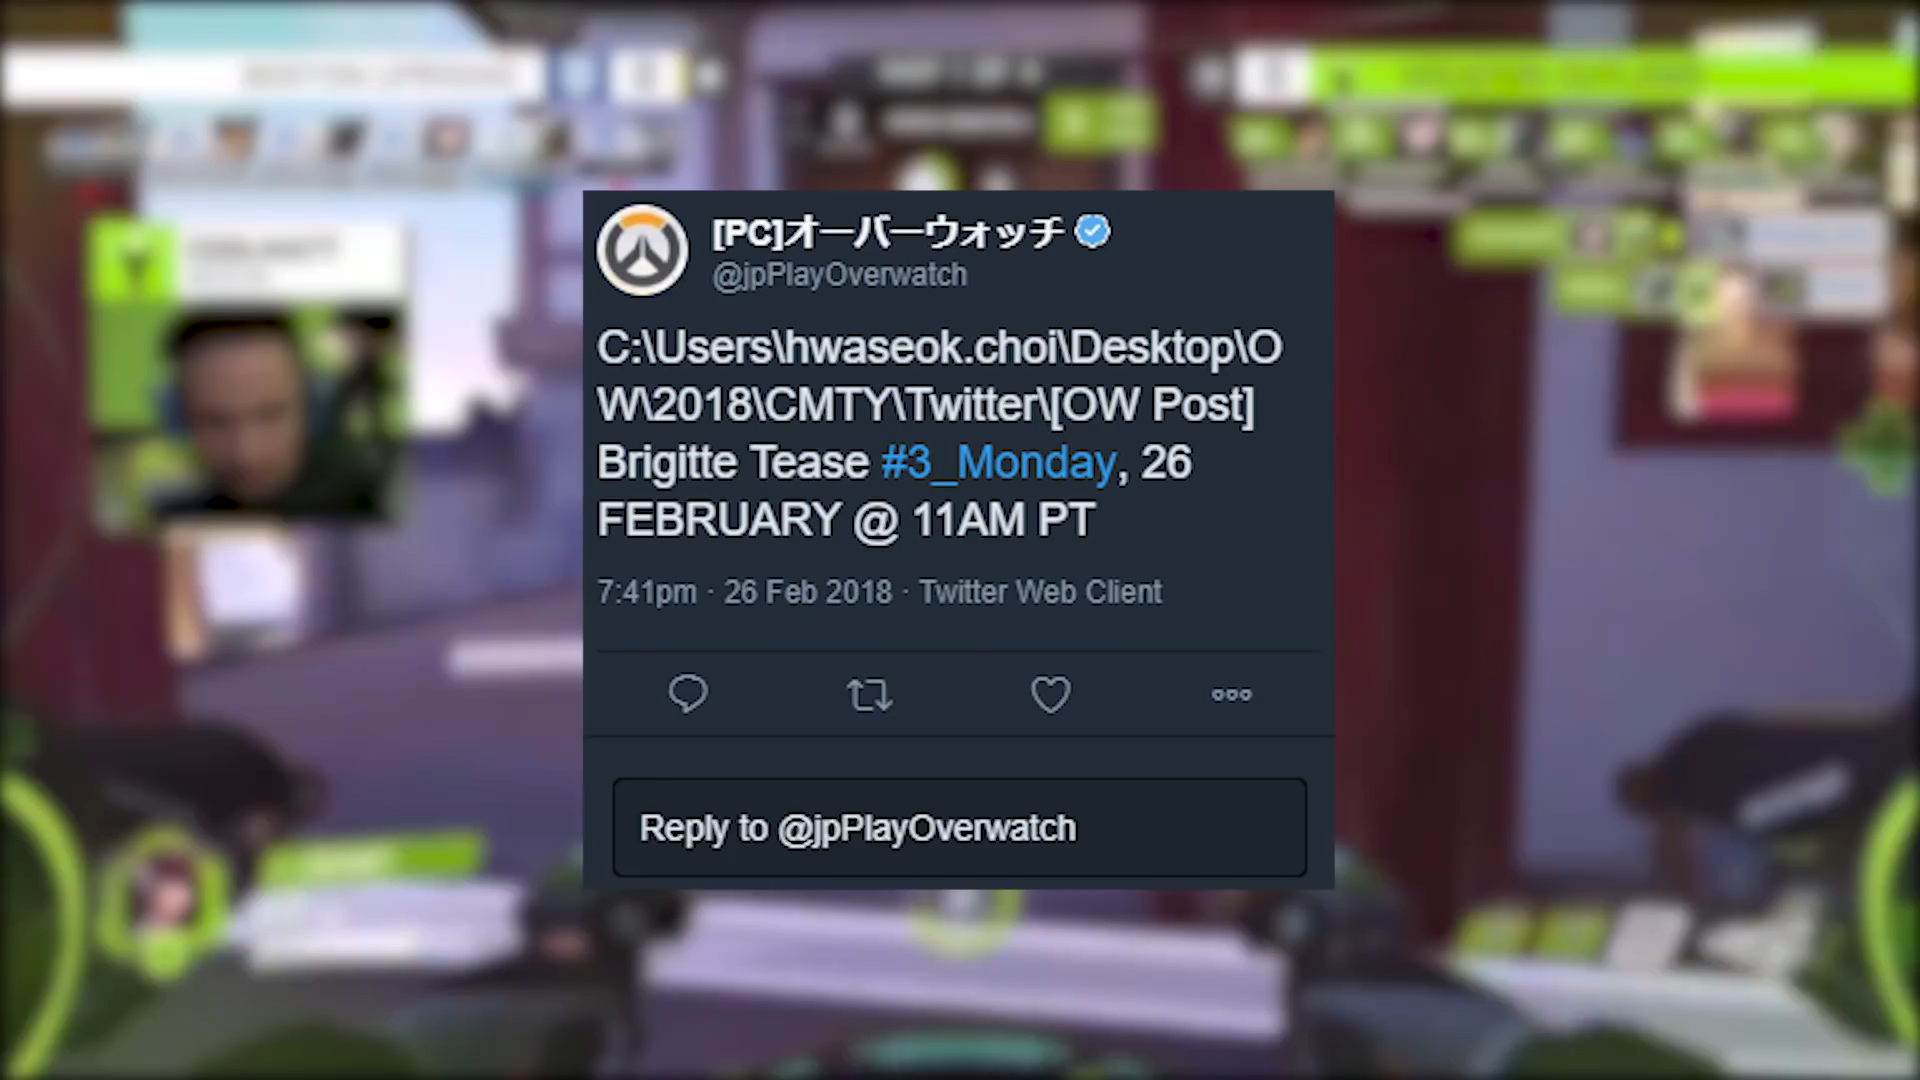 [PC]オーバーウォッチ
@jpPlayOverwatch
C:\Users\hwaseok.choi\Desktop\O
W\2018\CMTY\Twitter\[OW Post]
Brigitte Tease #3_Monday, 26
FEBRUARY @ 11AM PT
7:41pm · 26 Feb 2018 · Twitter Web Client
Reply to @jpPlayOverwatch